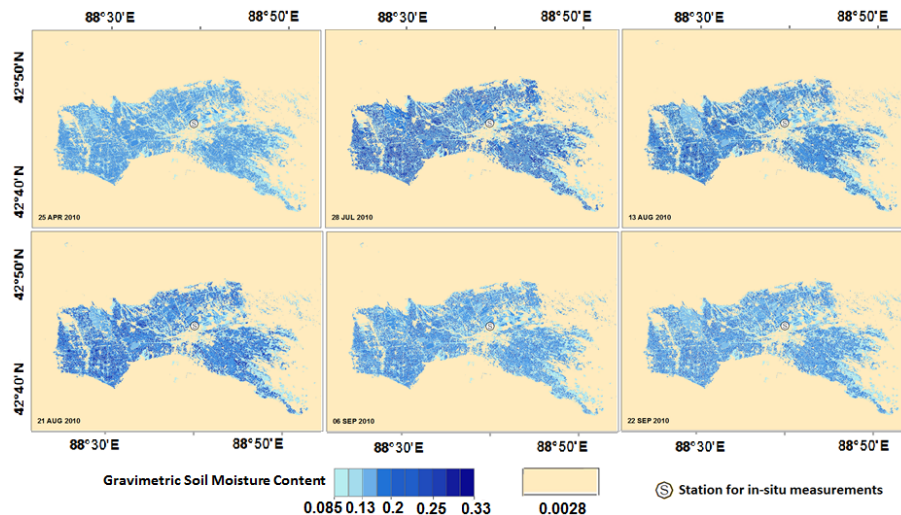 88°30'E 88°50'E 88°30'E 88°50'E 88°30'E 88°50'E
42°50'N
42°40'N
25 APR 2010 28 JUL 2010 13 AUG 2010
42°50'N
42°40'N
21 AUG 2010 06 SEP 2010 22 SEP 2010
88°30'E 88°50'E 88°30'E 88°50'E 88°30'E 88°50'E
Gravimetric Soil Moisture Content
S Station for in-situ measurements
0.085 0.13 0.2 0.25 0.33 0.0028